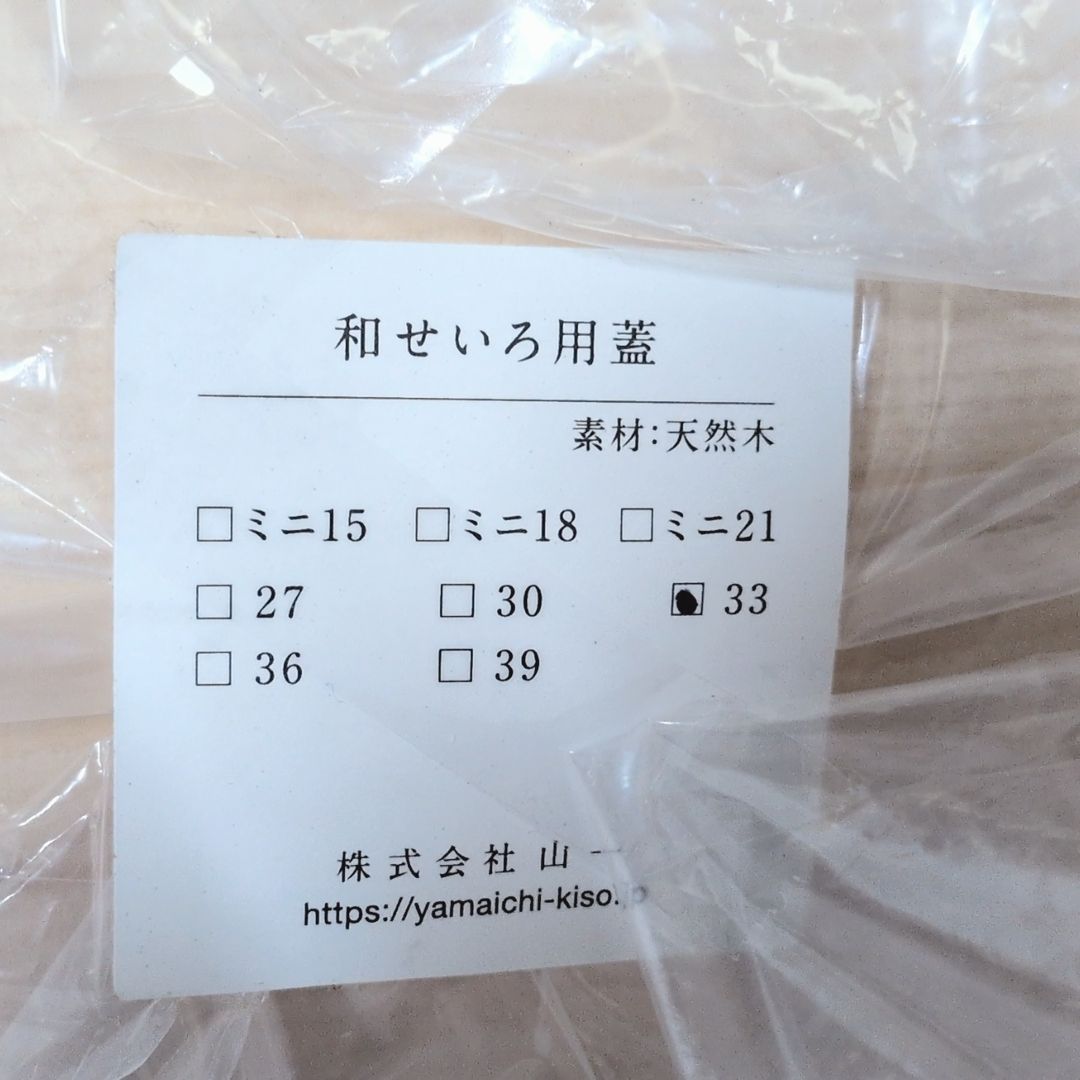 和せいろ用蓋
素材:天然木
□ミニ15 □ミニ18 □ミニ21
□ 27 □ 30 ☑ 33
□ 36 □ 39
株式会社 山一
https://yamaichi-kiso.jp